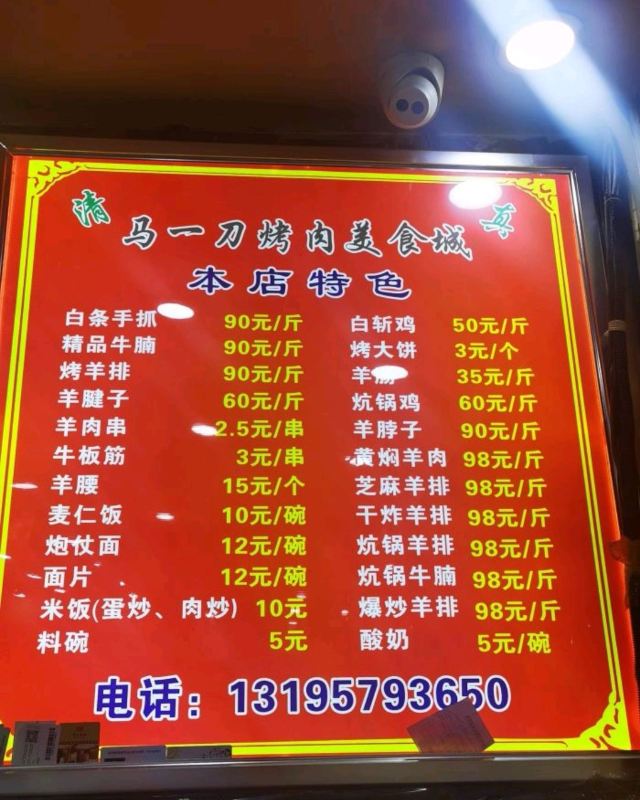 清 真
马一刀烤肉美食城
本店特色
白条手抓 90元/斤
精品牛腩 90元/斤
烤羊排 90元/斤
羊腱子 60元/斤
羊肉串 2.5元/串
牛板筋 3元/串
羊腰 15元/个
麦仁饭 10元/碗
炮仗面 12元/碗
面片 12元/碗
米饭(蛋炒、肉炒) 10元
料碗 5元
白斩鸡 50元/斤
烤大饼 3元/个
羊肠 35元/斤
炕锅鸡 60元/斤
羊脖子 90元/斤
黄焖羊肉 98元/斤
芝麻羊排 98元/斤
干炸羊排 98元/斤
炕锅羊排 98元/斤
炕锅牛腩 98元/斤
爆炒羊排 98元/斤
酸奶 5元/碗
电话：13195793650